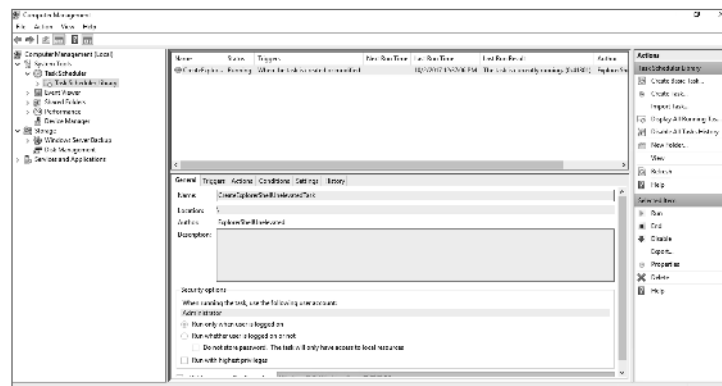 Computer Management
File Action View Help
Computer Management (Local)
System Tools
Task Scheduler
Task Scheduler Library
Event Viewer
Shared Folders
Performance
Device Manager
Storage
Windows Server Backup
Disk Management
Services and Applications
Name Status Triggers Next Run Time Last Run Time Last Run Result Author
CreateExplor... Running When the task is created or modified The task is currently running. (0x41301) ExplorerShe
General Triggers Actions Conditions Settings History
Name: CreateExplorerShellUnelevatedTask
Location: \
Author: ExplorerShellUnelevated
Description:
Security options
When running the task, use the following user account:
Administrator
Run only when user is logged on
Run whether user is logged on or not
Do not store password. The task will only have access to local resources
Run with highest privileges
Actions
Task Scheduler Library
Create Basic Task...
Create Task...
Import Task...
Display All Running Tas...
Disable All Tasks History
New Folder...
View
Refresh
Help
Selected Item
Run
End
Disable
Export...
Properties
Delete
Help